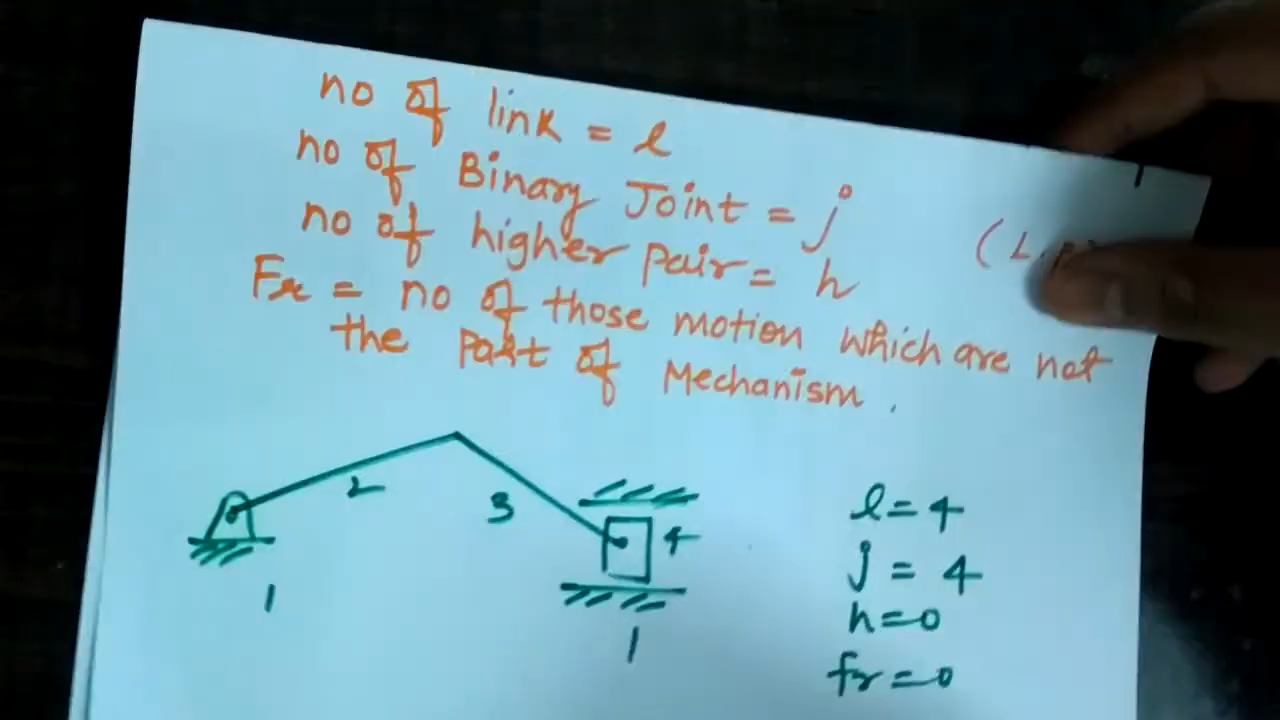 no of link = l
no of Binary Joint = j
no of higher pair = h
(L.P)
Fr = no of those motion which are not
the part of Mechanism.
2
3
4
1
1
l = 4
j = 4
h = 0
fr = 0